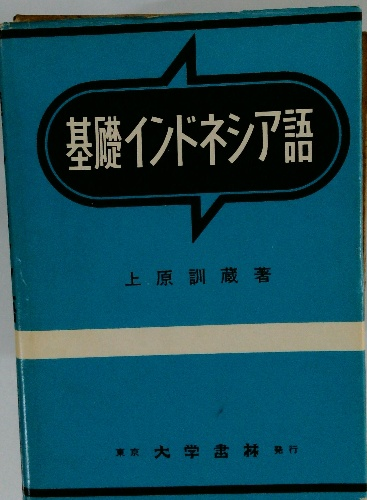 基礎インドネシア語
上原訓蔵著
東京 大学書林 発行